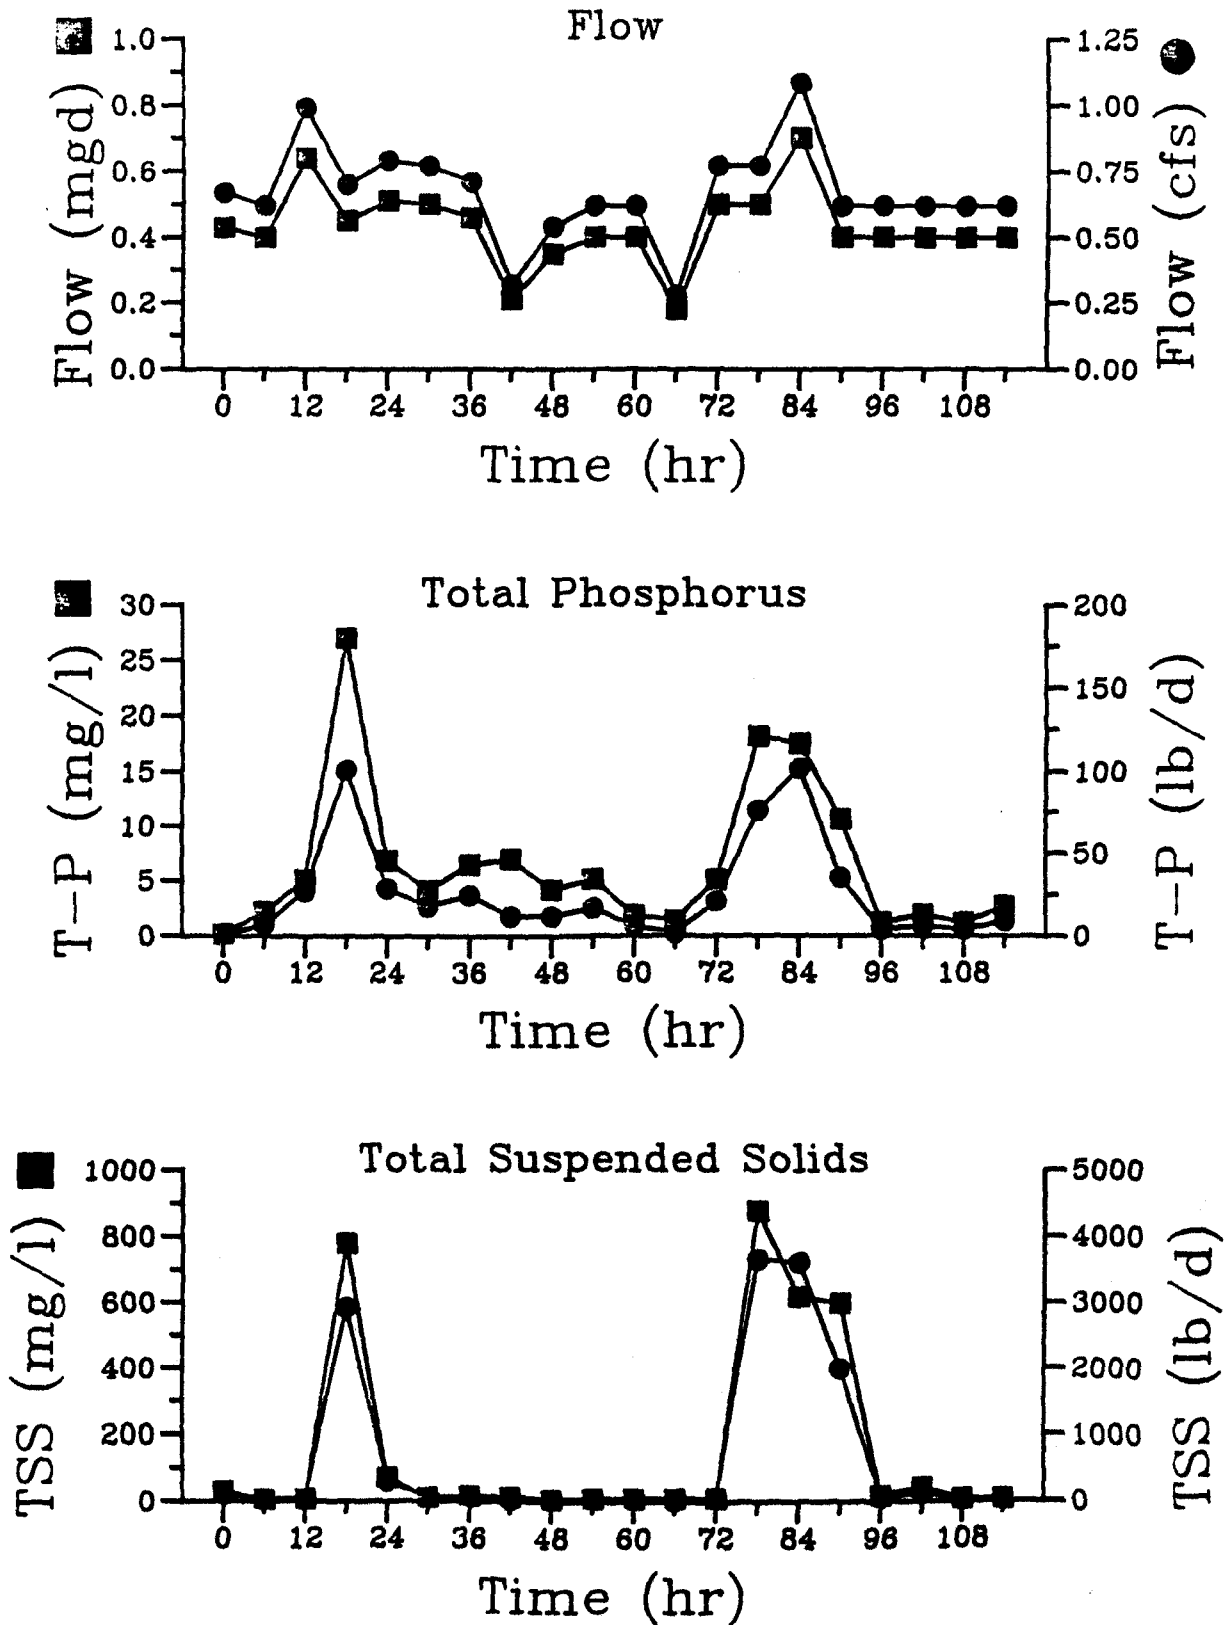 Flow
Flow (mgd)
1.0
0.8
0.6
0.4
0.2
0.0
1.25
1.00
0.75
0.50
0.25
0.00
Flow (cfs)
0 12 24 36 48 60 72 84 96 108
Time (hr)
Total Phosphorus
T-P (mg/l)
30
25
20
15
10
5
0
200
150
100
50
0
T-P (lb/d)
0 12 24 36 48 60 72 84 96 108
Time (hr)
Total Suspended Solids
TSS (mg/l)
1000
800
600
400
200
0
5000
4000
3000
2000
1000
0
TSS (lb/d)
0 12 24 36 48 60 72 84 96 108
Time (hr)